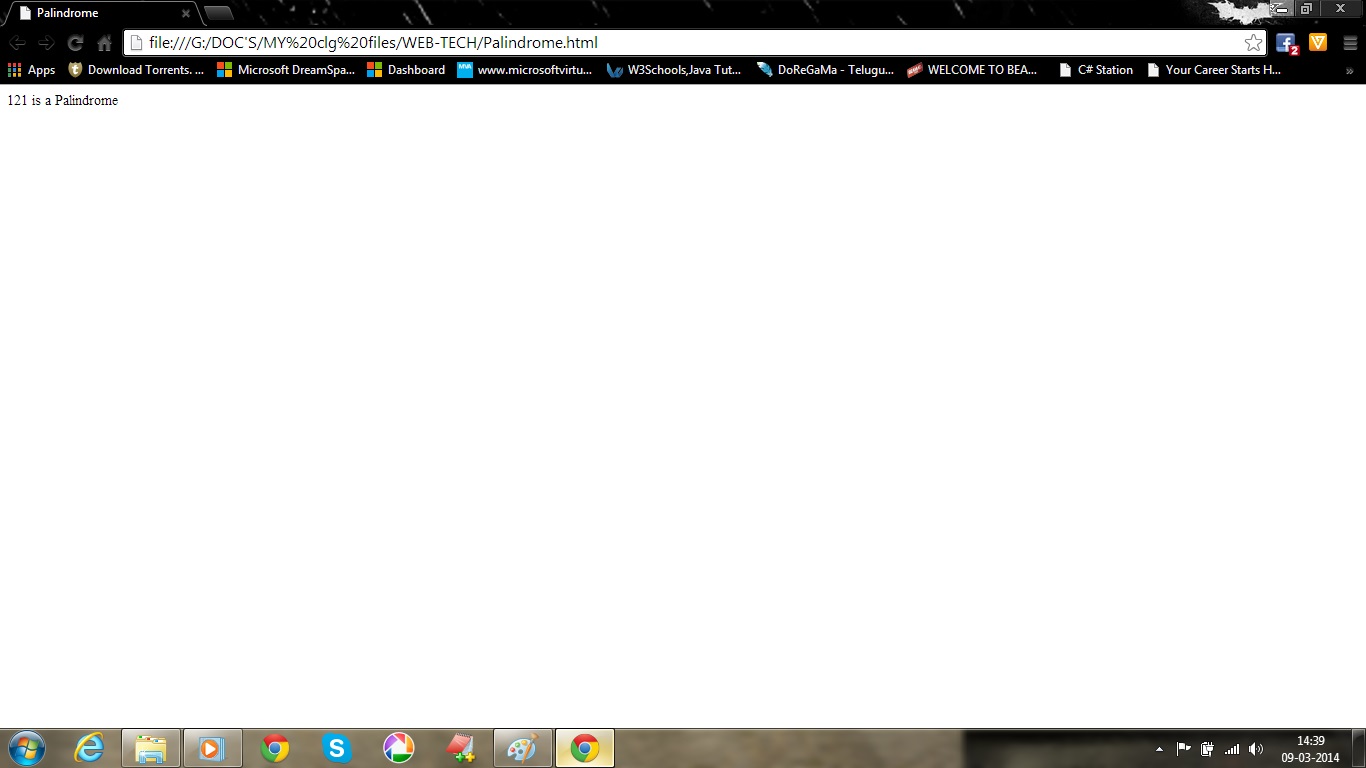 Palindrome
file:///G:/DOC'S/MY%20clg%20files/WEB-TECH/Palindrome.html
2
Apps Download Torrents. ... Microsoft DreamSpa... Dashboard MVA www.microsoftvirtu... W3Schools,Java Tut... DoReGaMa - Telugu... WELCOME TO BEA... C# Station Your Career Starts H... »
121 is a Palindrome
14:39
09-03-2014